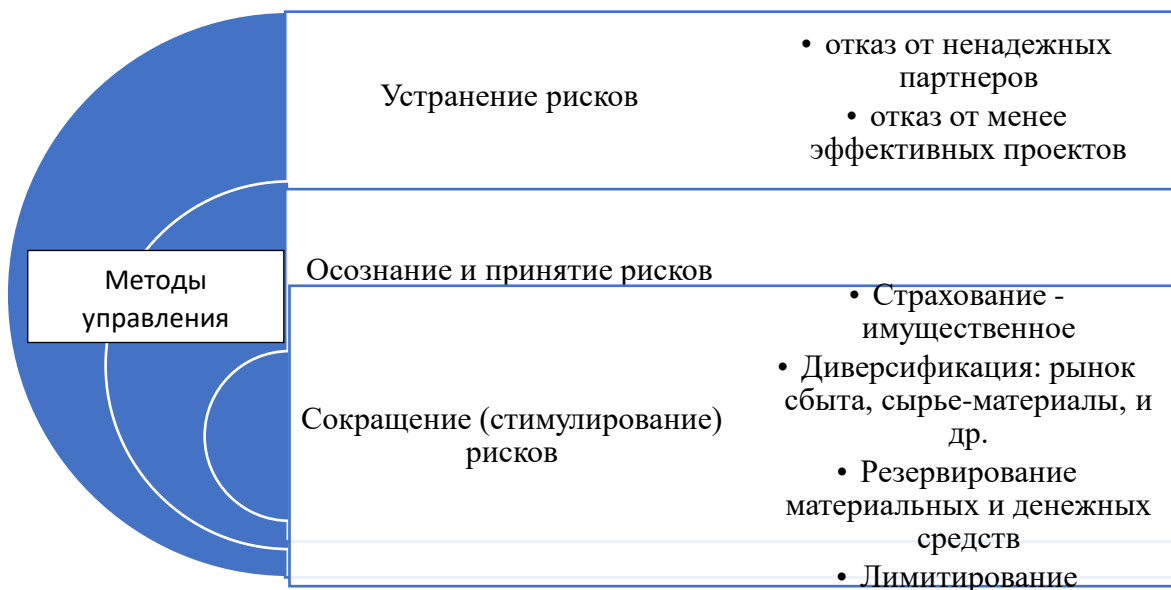 Методы
управления
Устранение рисков
• отказ от ненадежных
партнеров
• отказ от менее
эффективных проектов
Осознание и принятие рисков
Сокращение (стимулирование)
рисков
• Страхование -
имущественное
• Диверсификация: рынок
сбыта, сырье-материалы, и
др.
• Резервирование
материальных и денежных
средств
• Лимитирование